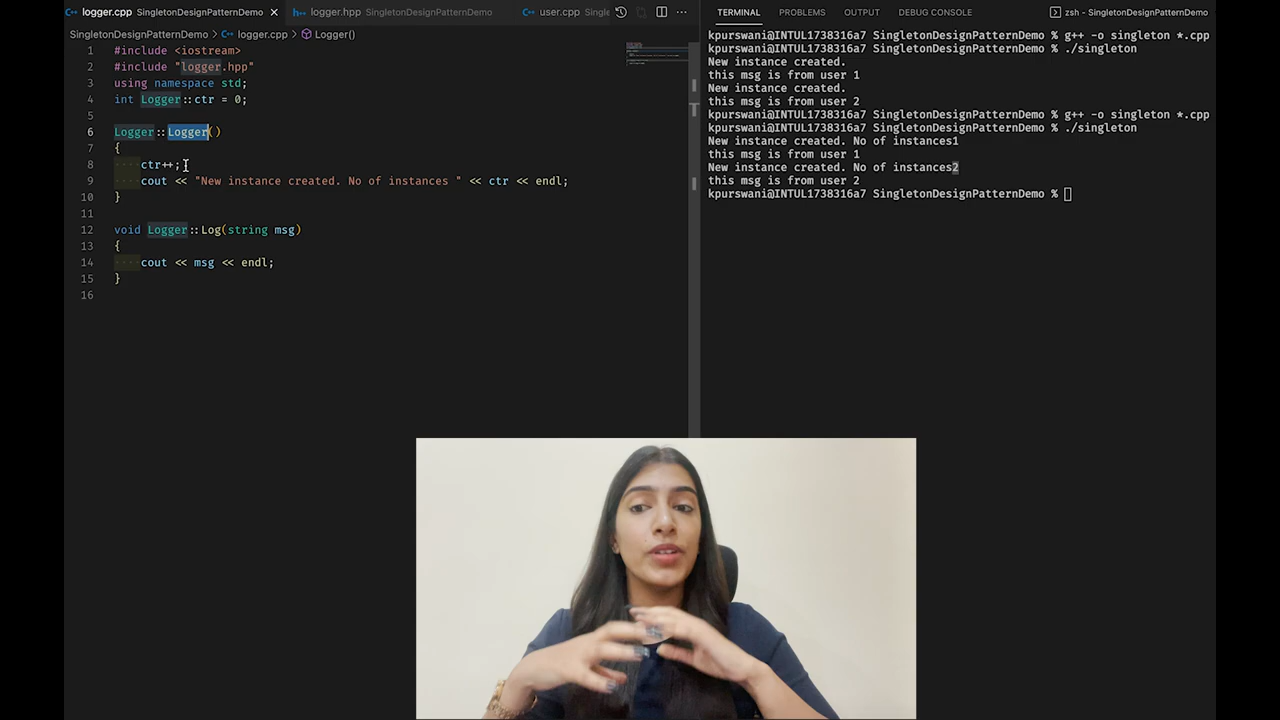 logger.cpp SingletonDesignPatternDemo
logger.hpp SingletonDesignPatternDemo
user.cpp Single
SingletonDesignPatternDemo > logger.cpp > Logger()
1 #include <iostream>
2 #include "logger.hpp"
3 using namespace std;
4 int Logger::ctr = 0;
5
6 Logger::Logger()
7 {
8 ctr++;
9 cout << "New instance created. No of instances " << ctr << endl;
10 }
11
12 void Logger::Log(string msg)
13 {
14 cout << msg << endl;
15 }
16
TERMINAL PROBLEMS OUTPUT DEBUG CONSOLE zsh - SingletonDesignPatternDemo
kpurswani@INTUL1738316a7 SingletonDesignPatternDemo % g++ -o singleton *.cpp
kpurswani@INTUL1738316a7 SingletonDesignPatternDemo % ./singleton
New instance created.
this msg is from user 1
New instance created.
this msg is from user 2
kpurswani@INTUL1738316a7 SingletonDesignPatternDemo % g++ -o singleton *.cpp
kpurswani@INTUL1738316a7 SingletonDesignPatternDemo % ./singleton
New instance created. No of instances1
this msg is from user 1
New instance created. No of instances2
this msg is from user 2
kpurswani@INTUL1738316a7 SingletonDesignPatternDemo %